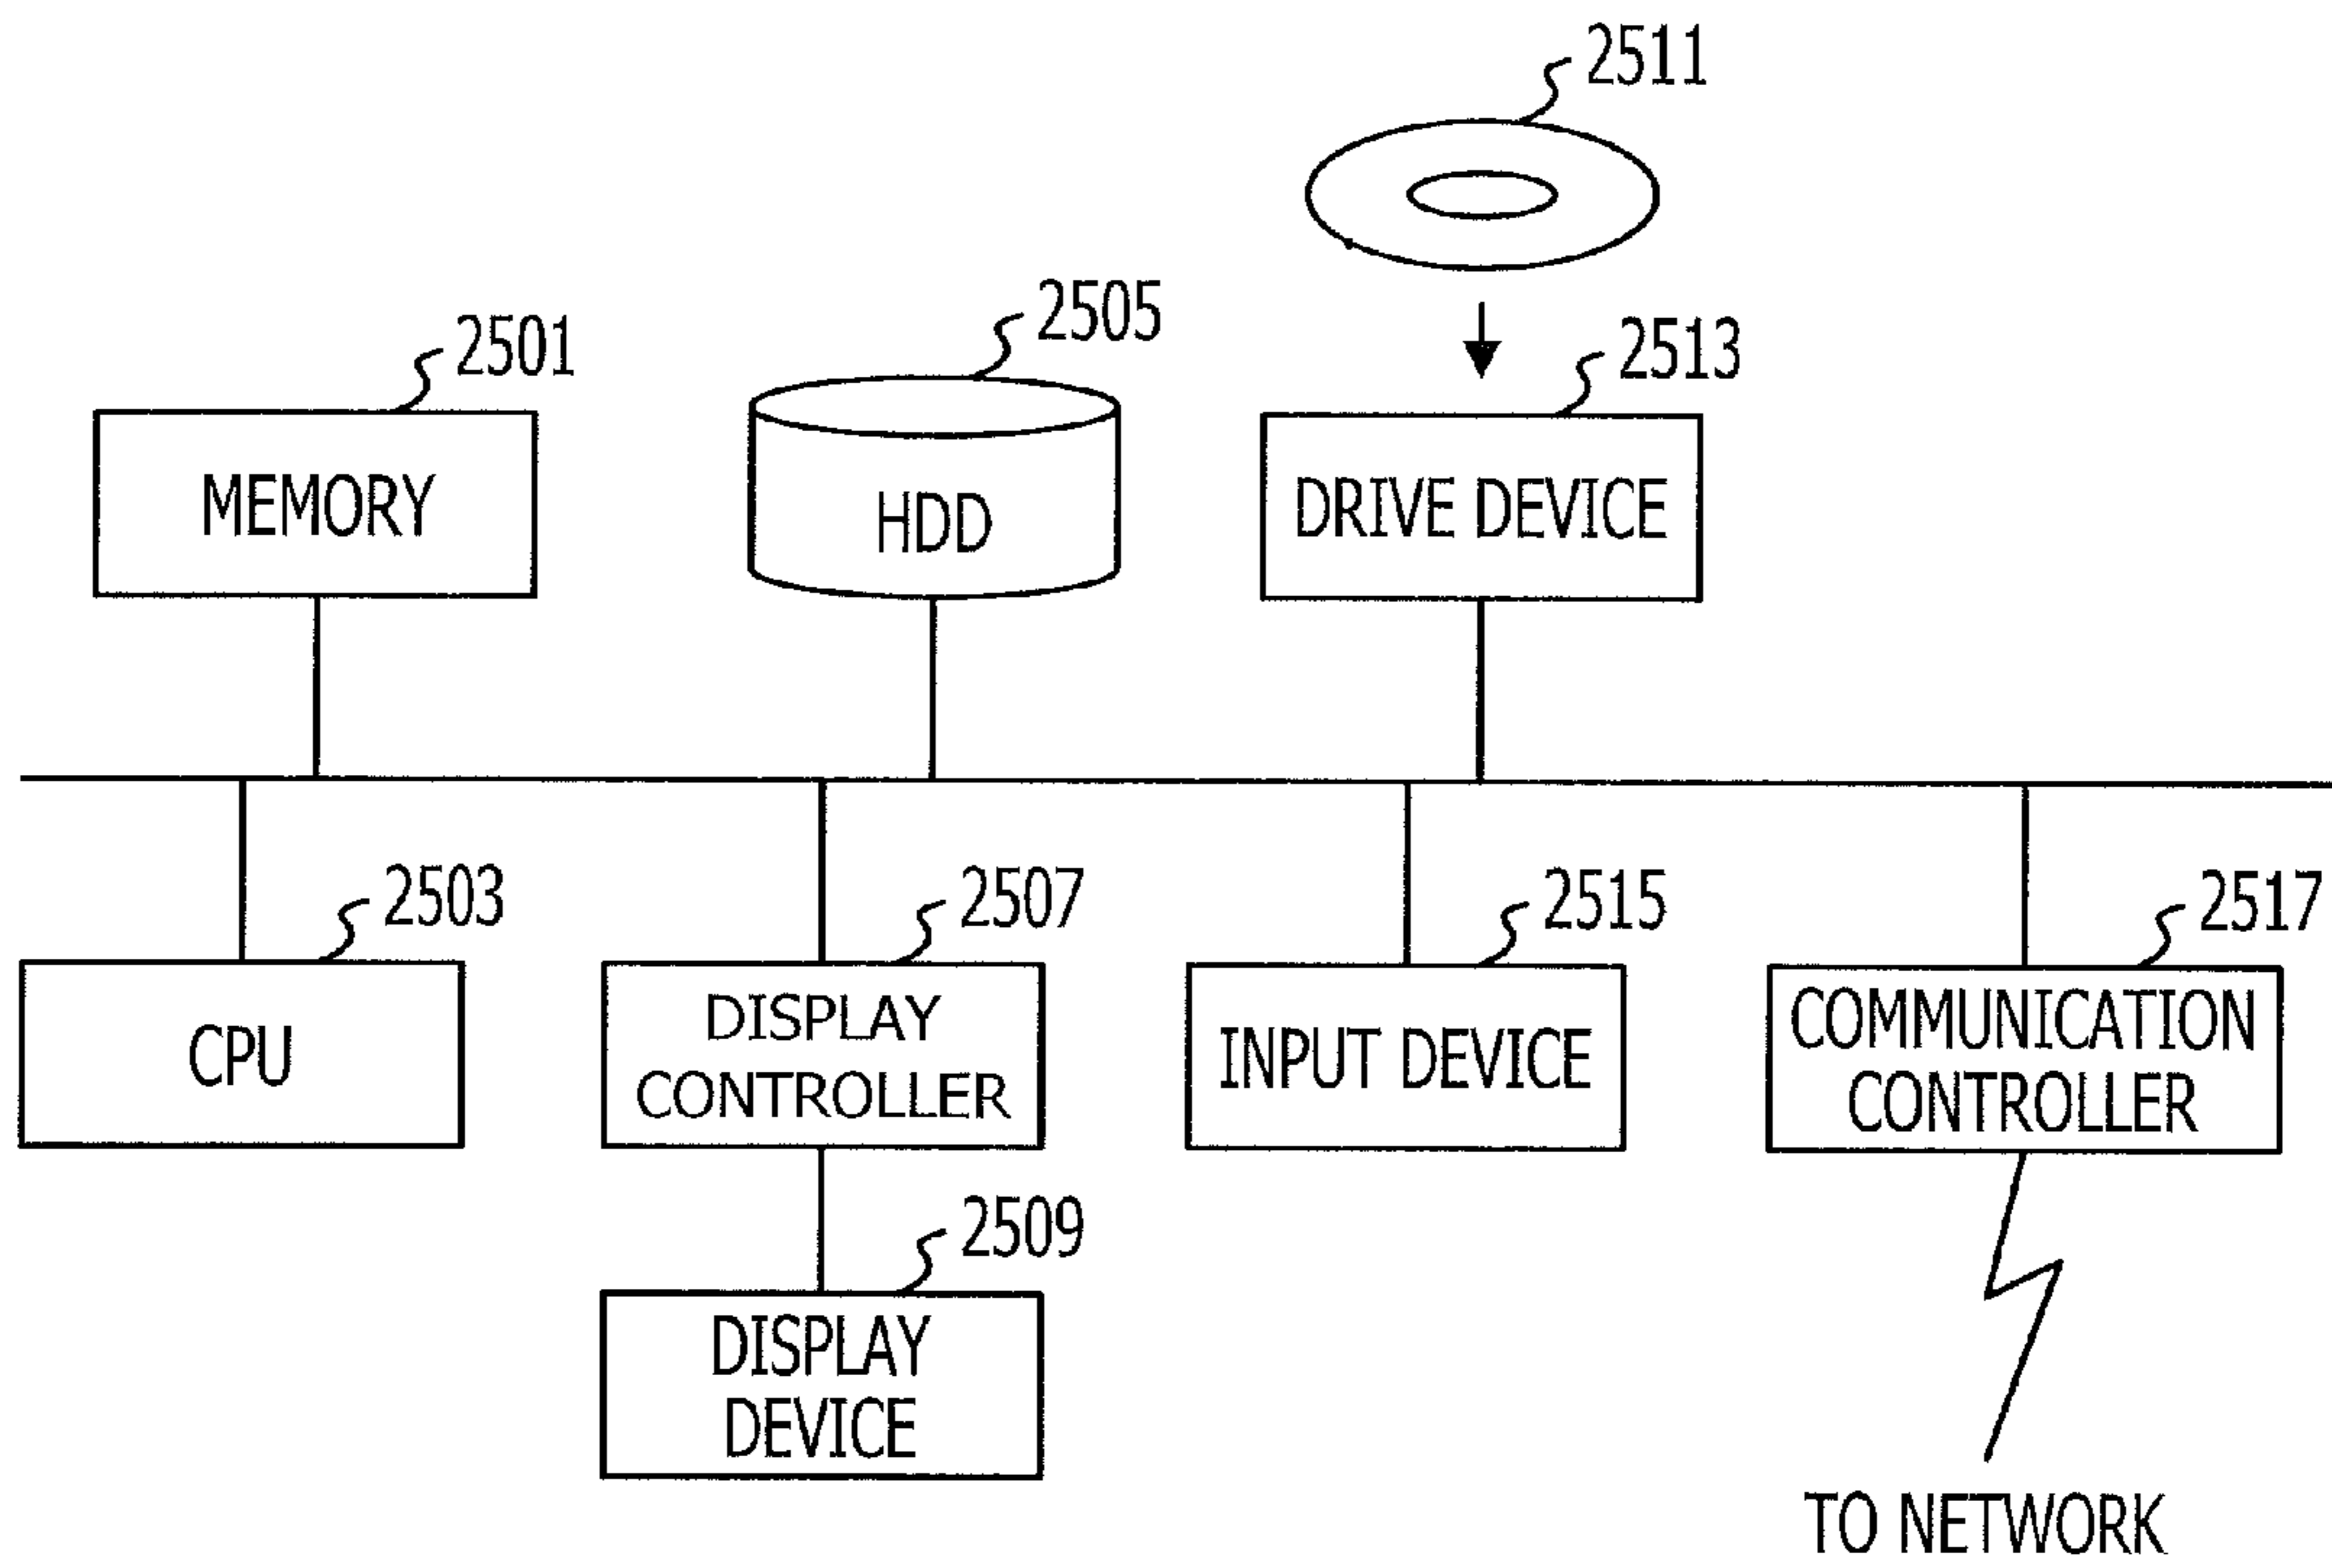 2511
2505
2501
2513
MEMORY
HDD
DRIVE DEVICE
2503
2507
2515
2517
CPU
DISPLAY
CONTROLLER
INPUT DEVICE
COMMUNICATION
CONTROLLER
2509
DISPLAY
DEVICE
TO NETWORK